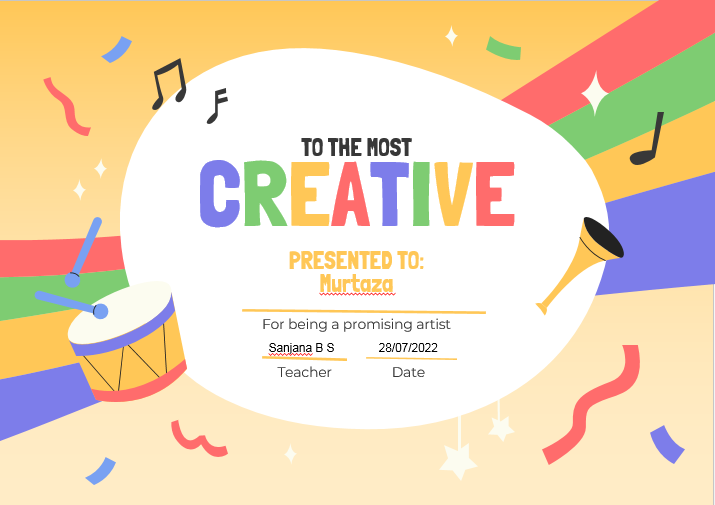 TO THE MOST
CREATIVE
PRESENTED TO:
Murtaza
For being a promising artist
Sanjana B S 28/07/2022
Teacher Date